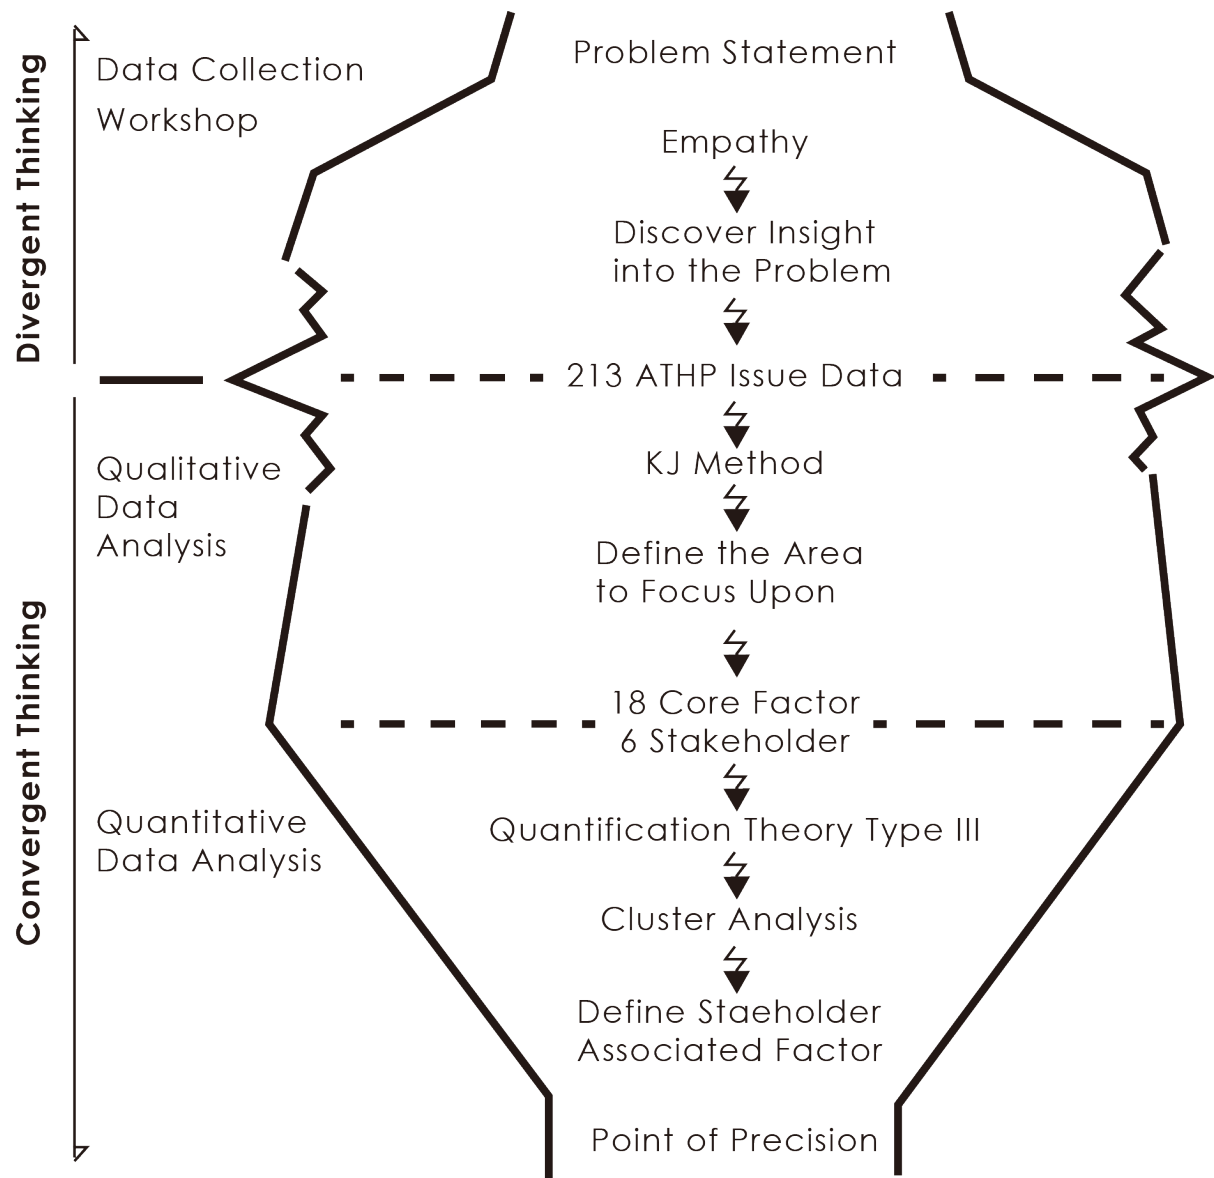 Divergent Thinking
Data Collection
Workshop
Problem Statement
Empathy
Discover Insight
into the Problem
213 ATHP Issue Data
Convergent Thinking
Qualitative
Data
Analysis
KJ Method
Define the Area
to Focus Upon
18 Core Factor
6 Stakeholder
Quantitative
Data Analysis
Quantification Theory Type III
Cluster Analysis
Define Staeholder
Associated Factor
Point of Precision